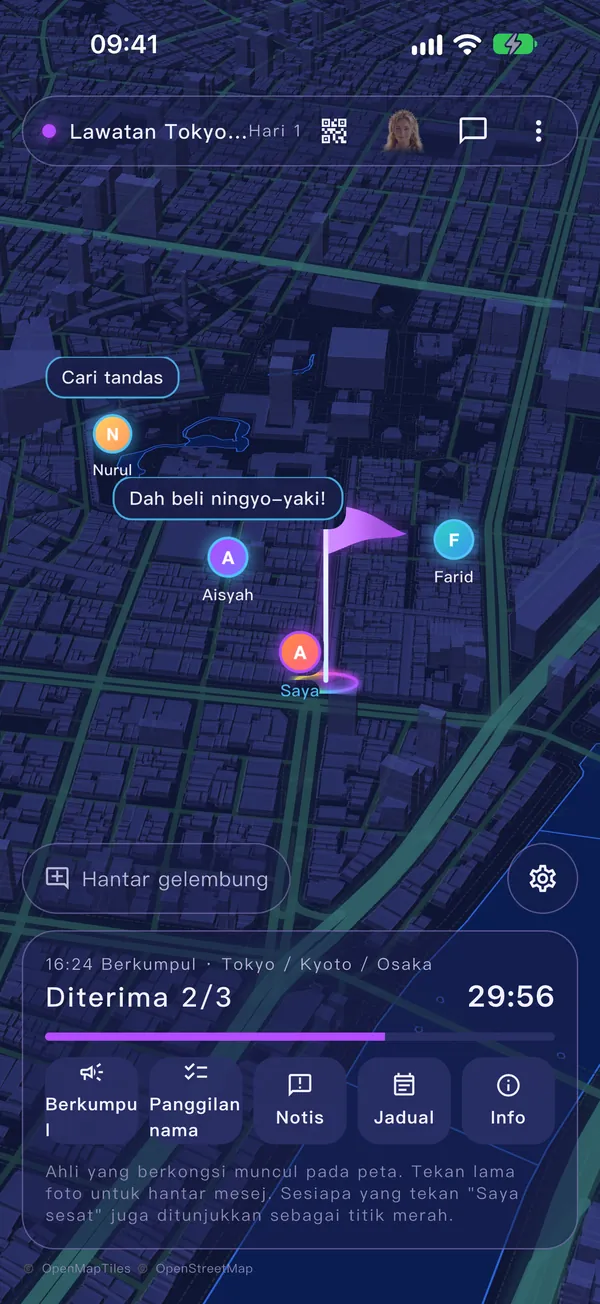 09:41
Lawatan Tokyo... Hari 1
Cari tandas
N
Nurul
Dah beli ningyo-yaki!
A
Aisyah
F
Farid
A
Saya
Hantar gelembung
16:24 Berkumpul · Tokyo / Kyoto / Osaka
Diterima 2/3
29:56
Berkumpu
l
Panggilan
nama
Notis
Jadual
Info
Ahli yang berkongsi muncul pada peta. Tekan lama
foto untuk hantar mesej. Sesiapa yang tekan "Saya
sesat" juga ditunjukkan sebagai titik merah.
© OpenMapTiles © OpenStreetMap